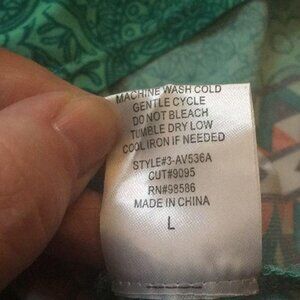 MACHINE WASH COLD
GENTLE CYCLE
DO NOT BLEACH
TUMBLE DRY LOW
COOL IRON IF NEEDED
STYLE#3-AV536A
CUT#9095
RN#98586
MADE IN CHINA
L